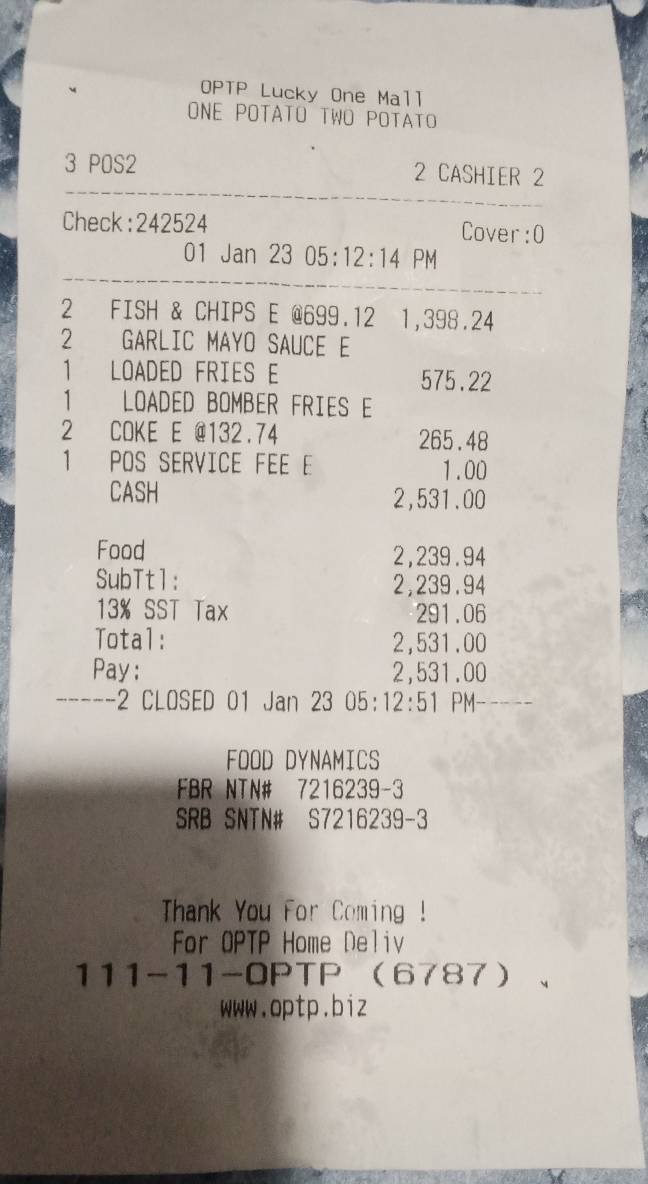 OPTP Lucky One Mall
ONE POTATO TWO POTATO
3 POS2 2 CASHIER 2
Check:242524 Cover:0
01 Jan 23 05:12:14 PM
2 FISH & CHIPS E @699.12 1,398.24
2 GARLIC MAYO SAUCE E
1 LOADED FRIES E 575.22
1 LOADED BOMBER FRIES E
2 COKE E @132.74 265.48
1 POS SERVICE FEE E 1.00
CASH 2,531.00
Food 2,239.94
SubTtl: 2,239.94
13% SST Tax 291.06
Total: 2,531.00
Pay: 2,531.00
-----2 CLOSED 01 Jan 23 05:12:51 PM-----
FOOD DYNAMICS
FBR NTN# 7216239-3
SRB SNTN# S7216239-3
Thank You For Coming !
For OPTP Home Deliv
111-11-OPTP (6787)
www.optp.biz